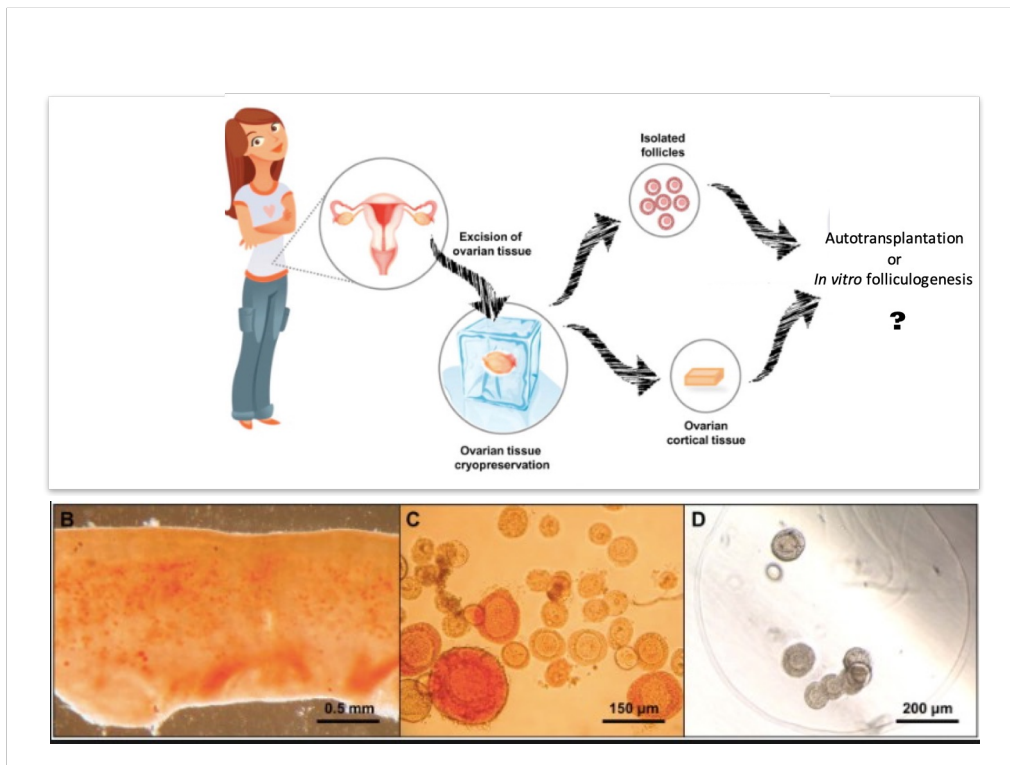 Isolated
follicles
Excision of
ovarian tissue
Autotransplantation
or
In vitro folliculogenesis
?
Ovarian
cortical tissue
Ovarian tissue
cryopreservation
B
0.5 mm
C
150 µm
D
200 µm